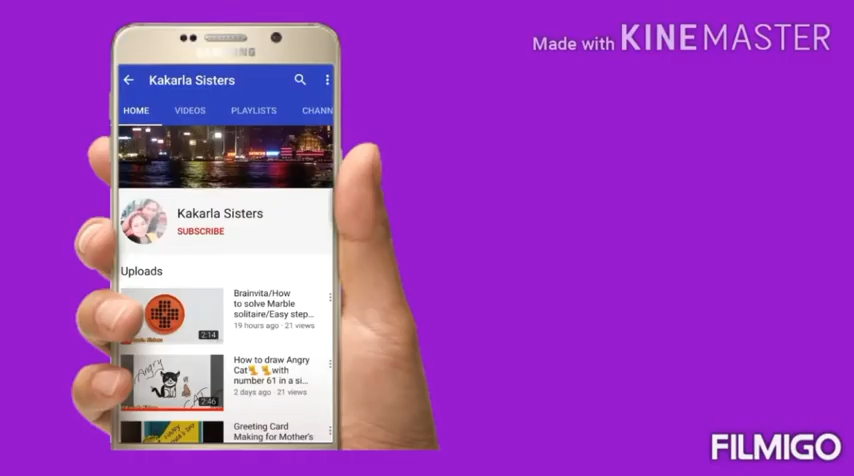 Made with KINEMASTER
SAMSUNG
Kakarla Sisters
HOME VIDEOS PLAYLISTS CHANN
Kakarla Sisters
SUBSCRIBE
Uploads
Brainvita/How
to solve Marble
solitaire/Easy step...
19 hours ago · 21 views
2:14
How to draw Angry
Cat🐈🐈with
number 61 in a si...
2 days ago · 21 views
Angry
CAT
2:46
Greeting Card
Making for Mother's
FILMIGO